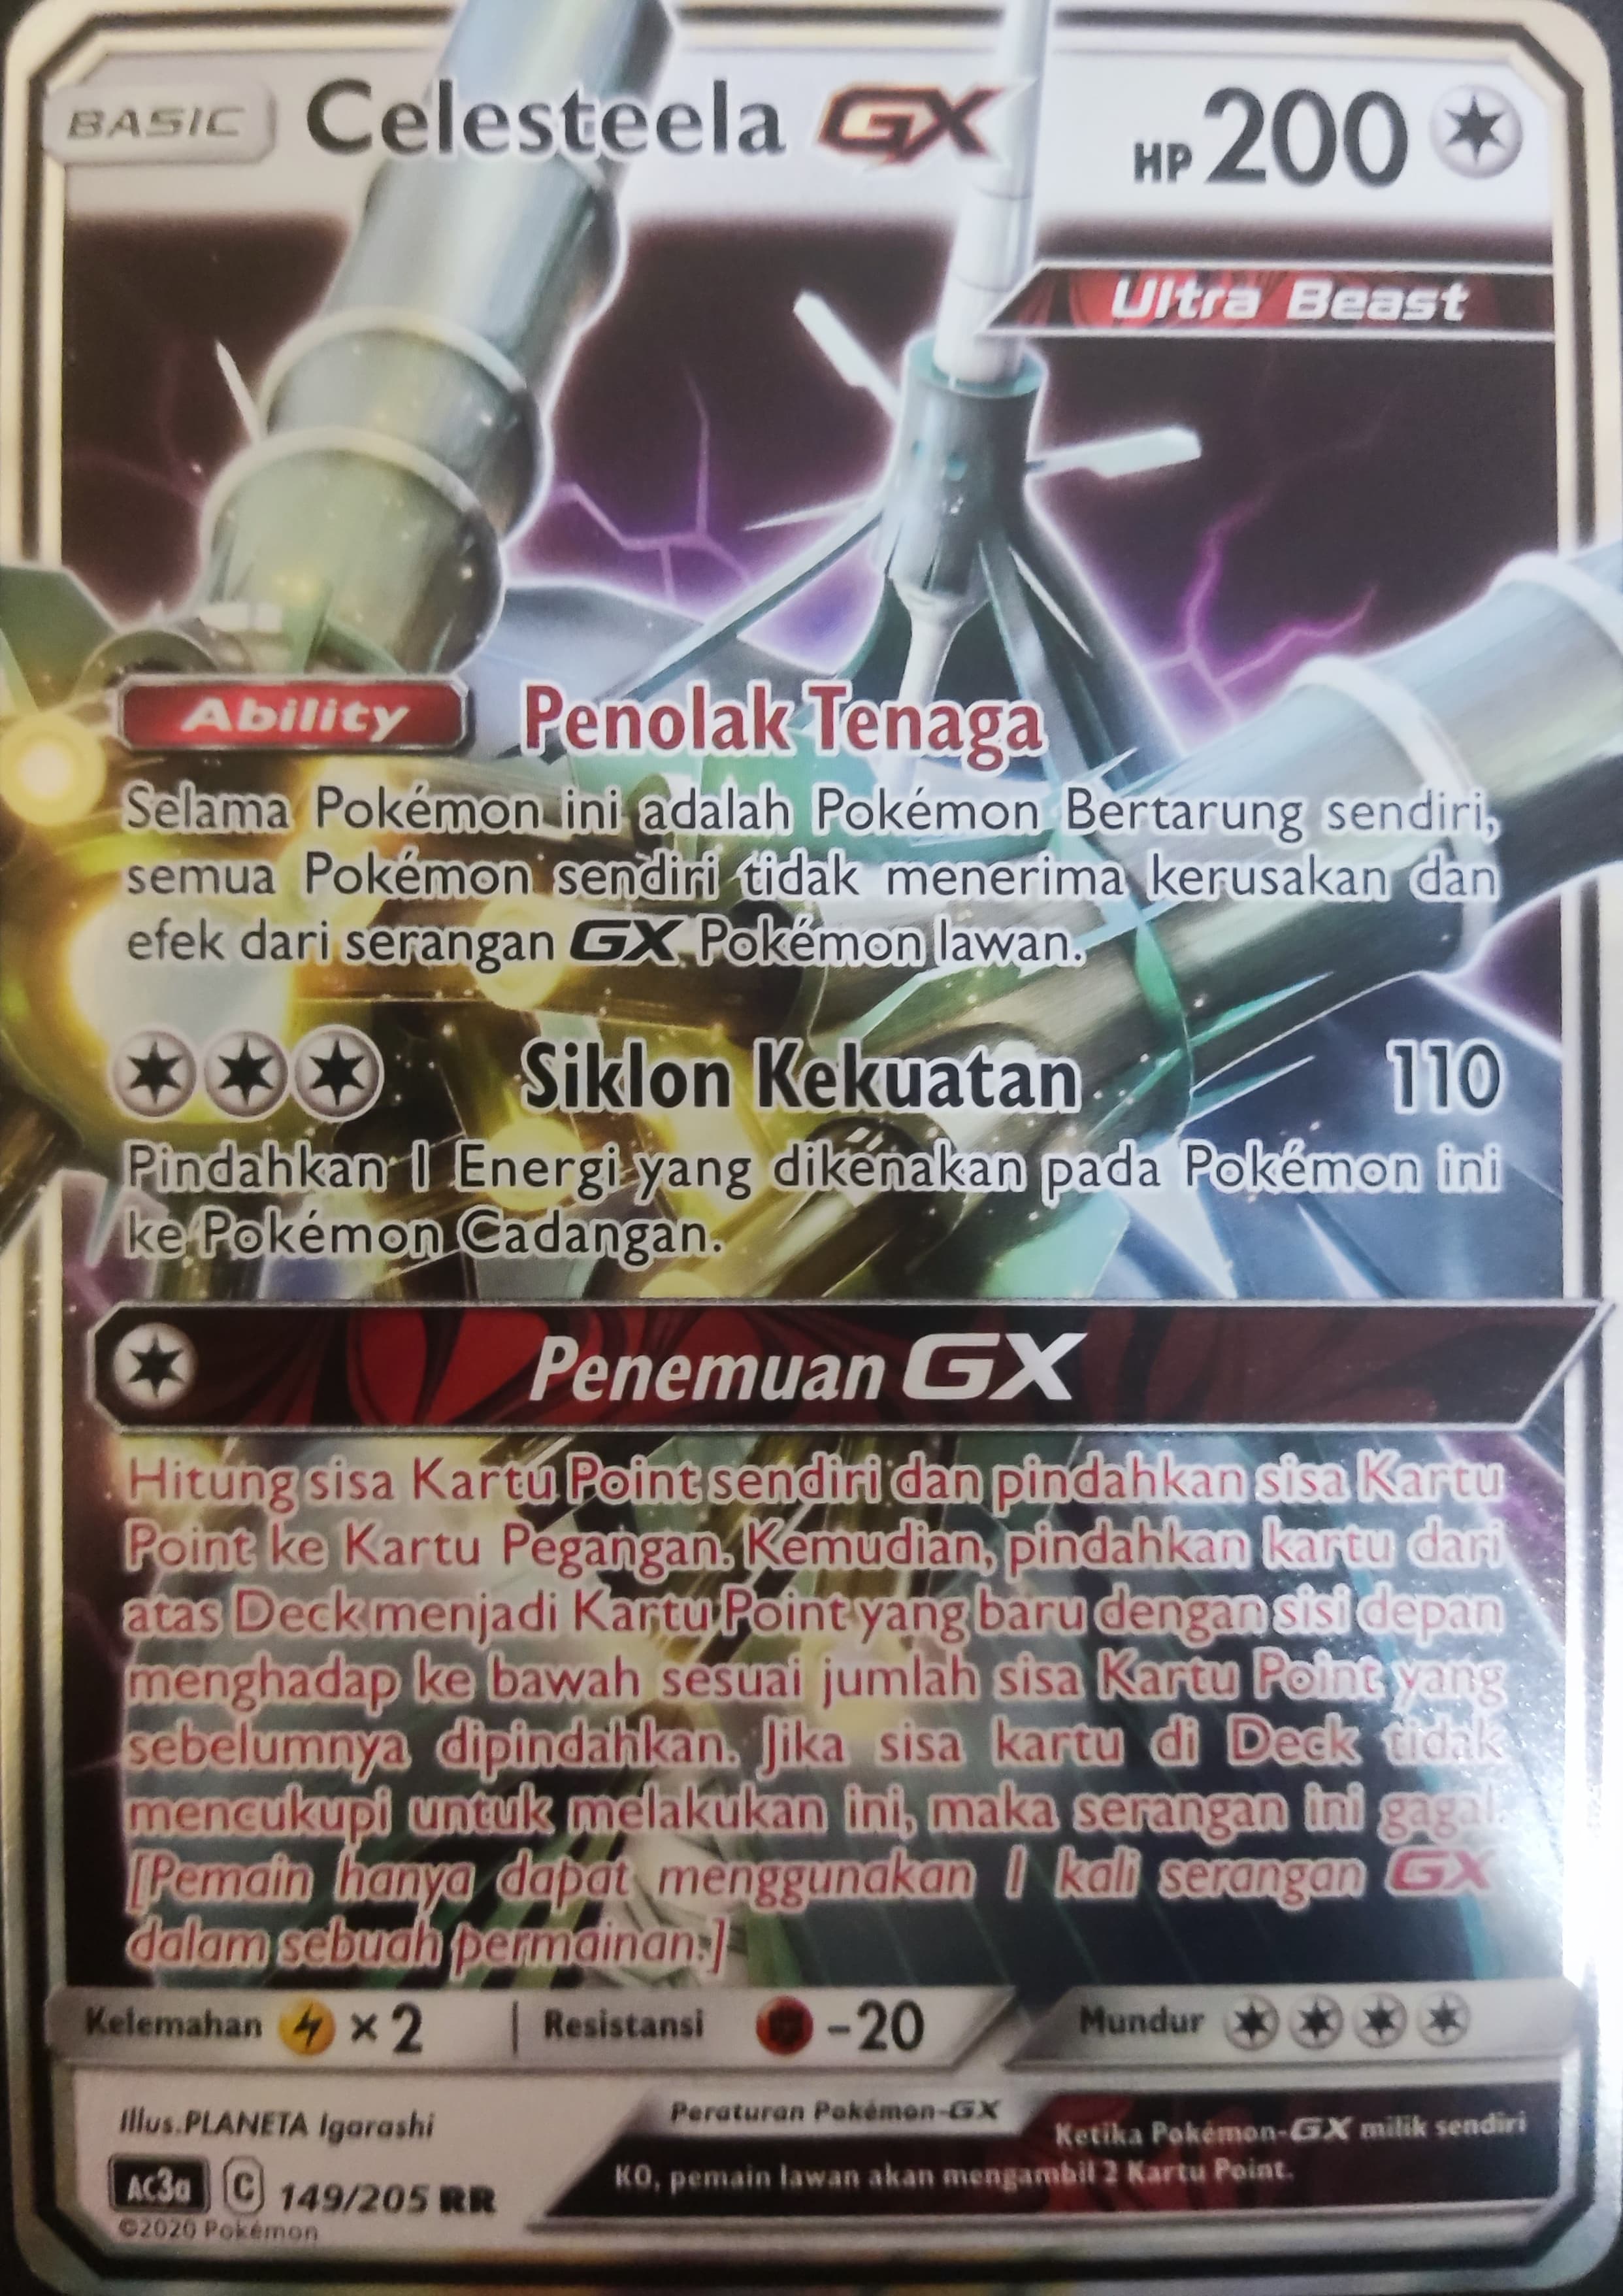 BASIC Celesteela GX HP 200
Ultra Beast
Ability Penolak Tenaga
Selama Pokémon ini adalah Pokémon Bertarung sendiri,
semua Pokémon sendiri tidak menerima kerusakan dan
efek dari serangan GX Pokémon lawan.
Siklon Kekuatan 110
Pindahkan 1 Energi yang dikenakan pada Pokémon ini
ke Pokémon Cadangan.
Penemuan GX
Hitung sisa Kartu Point sendiri dan pindahkan sisa Kartu
Point ke Kartu Pegangan. Kemudian, pindahkan kartu dari
atas Deck menjadi Kartu Point yang baru dengan sisi depan
menghadap ke bawah sesuai jumlah sisa Kartu Point yang
sebelumnya dipindahkan. Jika sisa kartu di Deck tidak
mencukupi untuk melakukan ini, maka serangan ini gagal.
[Pemain hanya dapat menggunakan 1 kali serangan GX
dalam sebuah permainan.]
Kelemahan ×2 | Resistansi -20 Mundur
Illus.PLANETA Igarashi
Peraturan Pokémon-GX
Ketika Pokémon-GX milik sendiri
KO, pemain lawan akan mengambil 2 Kartu Point.
AC3a C 149/205 RR
©2020 Pokémon